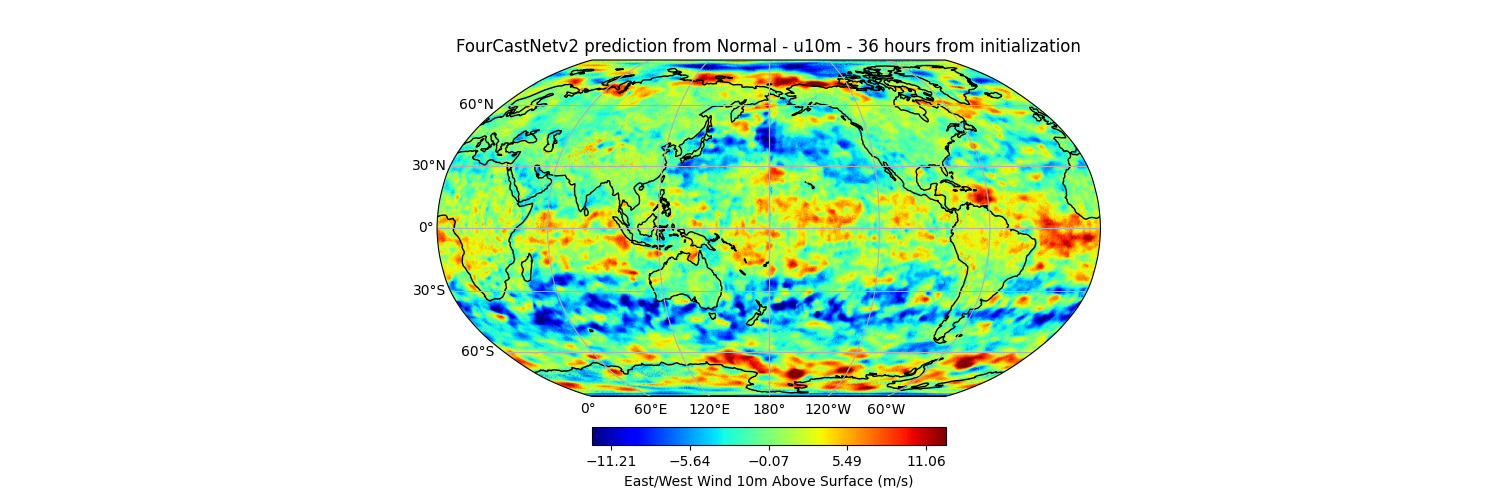 FourCastNetv2 prediction from Normal - u10m - 36 hours from initialization
60°N
30°N
0°
30°S
60°S
0° 60°E 120°E 180° 120°W 60°W
−11.21 −5.64 −0.07 5.49 11.06
East/West Wind 10m Above Surface (m/s)